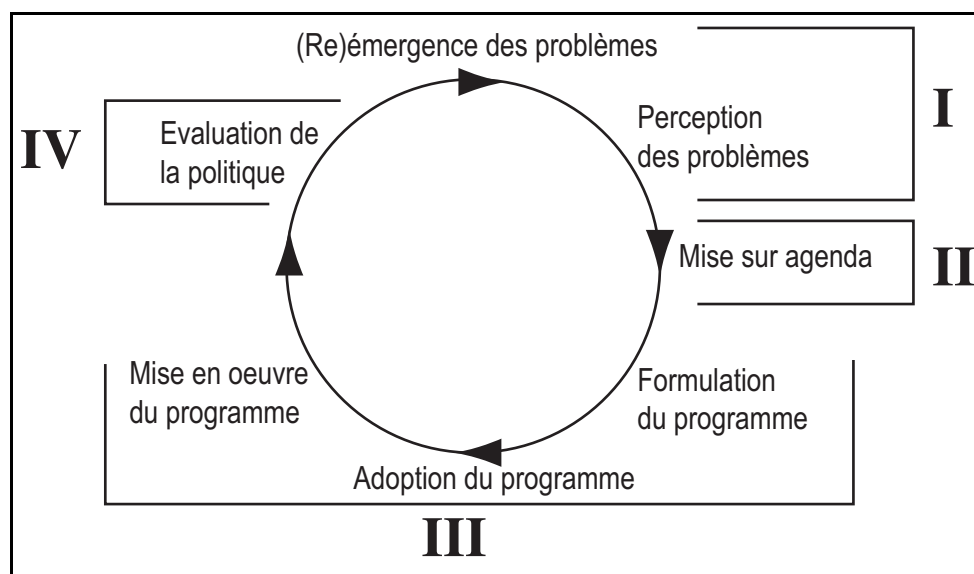 (Re)émergence des problèmes
I
Perception
des problèmes
IV
Evaluation de
la politique
Mise sur agenda
II
Mise en oeuvre
du programme
Formulation
du programme
Adoption du programme
III